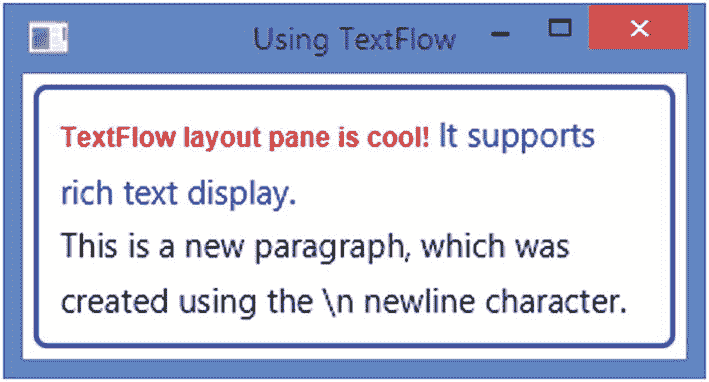 Using TextFlow
TextFlow layout pane is cool! It supports
rich text display.
This is a new paragraph, which was
created using the \n newline character.